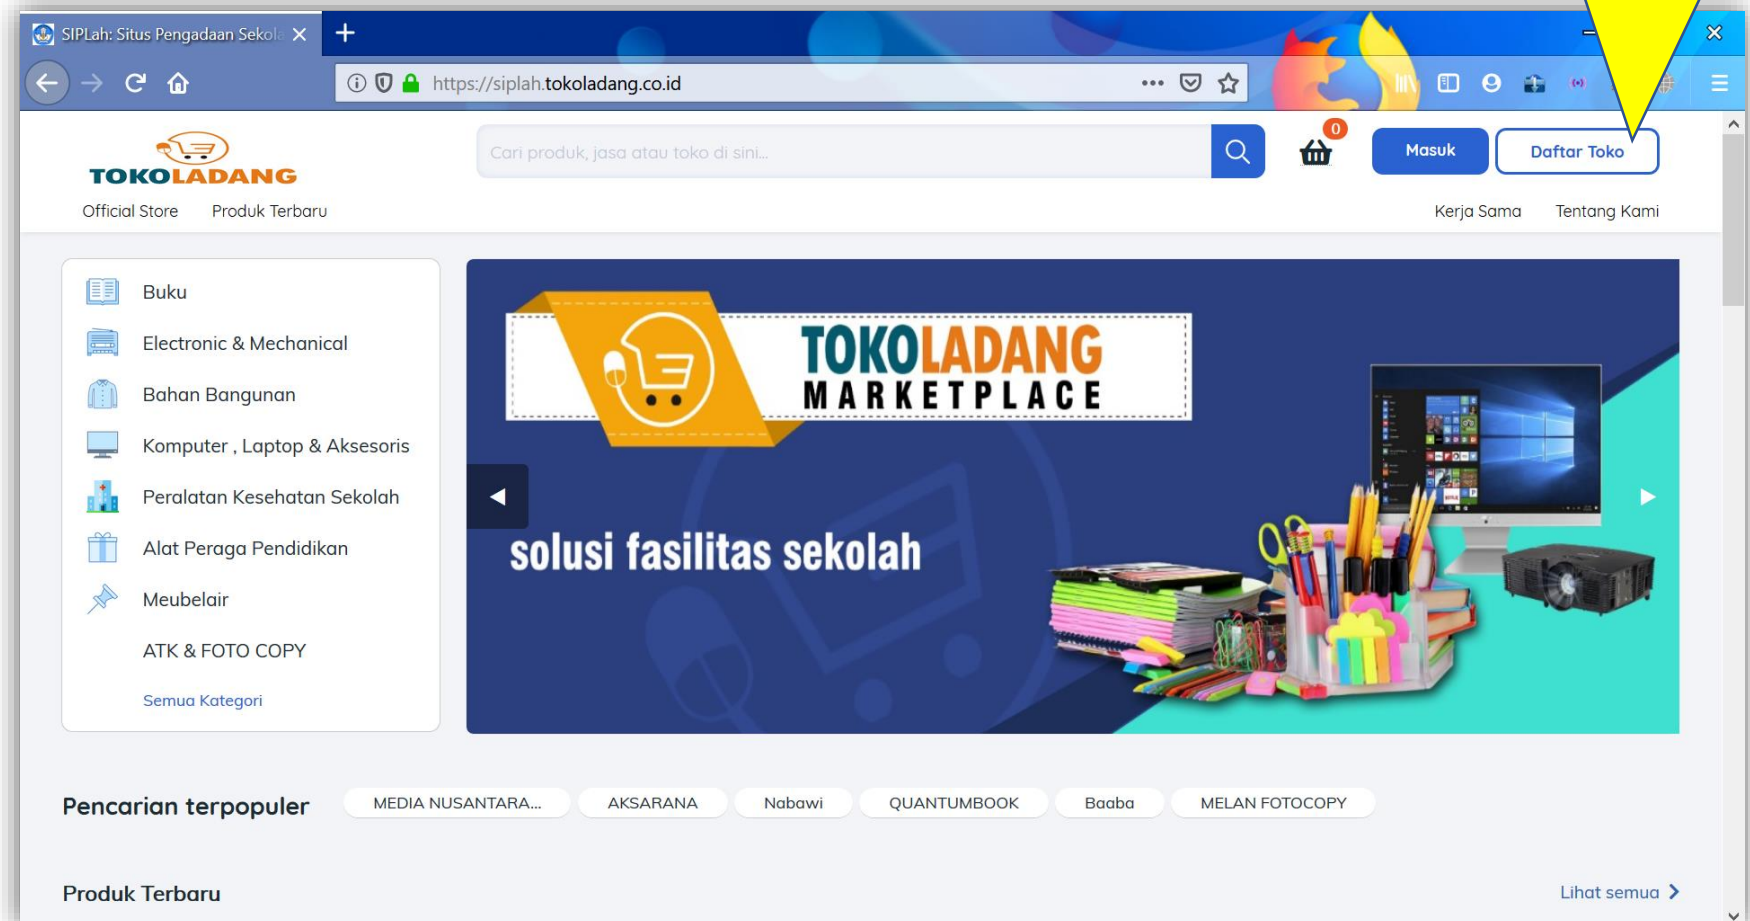 SIPLah: Situs Pengadaan Sekola
https://siplah.tokoladang.co.id
TOKOLADANG
Cari produk, jasa atau toko di sini...
0
Masuk
Daftar Toko
Official Store
Produk Terbaru
Kerja Sama
Tentang Kami
Buku
Electronic & Mechanical
Bahan Bangunan
Komputer , Laptop & Aksesoris
Peralatan Kesehatan Sekolah
Alat Peraga Pendidikan
Meubelair
ATK & FOTO COPY
Semua Kategori
TOKOLADANG
MARKETPLACE
solusi fasilitas sekolah
Pencarian terpopuler
MEDIA NUSANTARA...
AKSARANA
Nabawi
QUANTUMBOOK
Baaba
MELAN FOTOCOPY
Produk Terbaru
Lihat semua